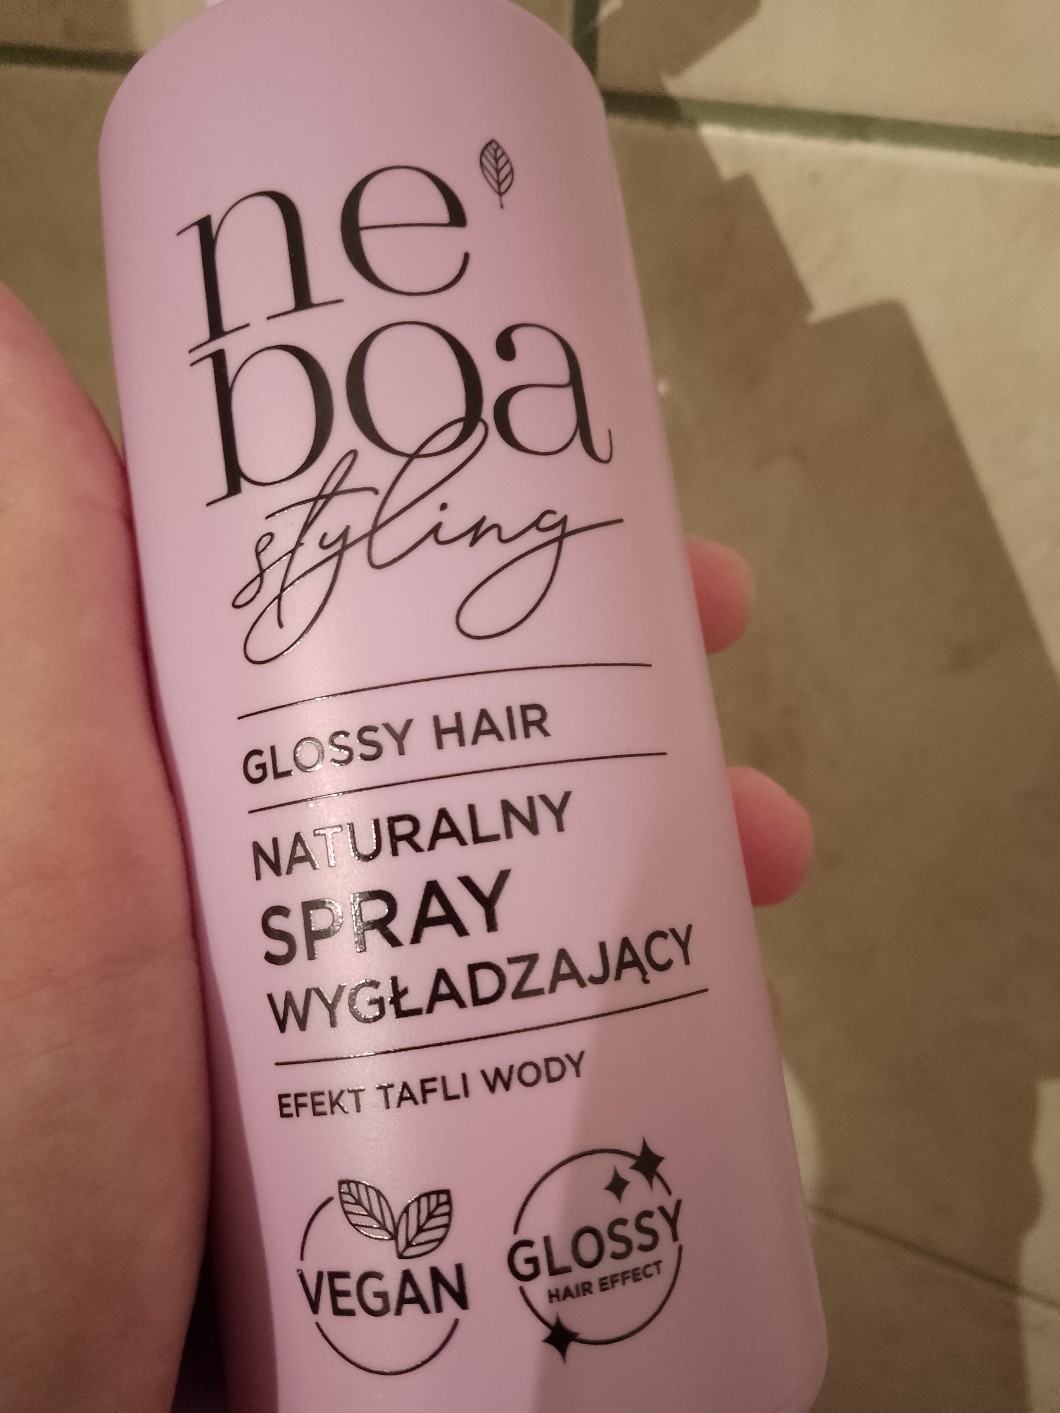 ne
boa
styling
GLOSSY HAIR
NATURALNY
SPRAY
WYGŁADZAJĄCY
EFEKT TAFLI WODY
VEGAN
GLOSSY
HAIR EFFECT